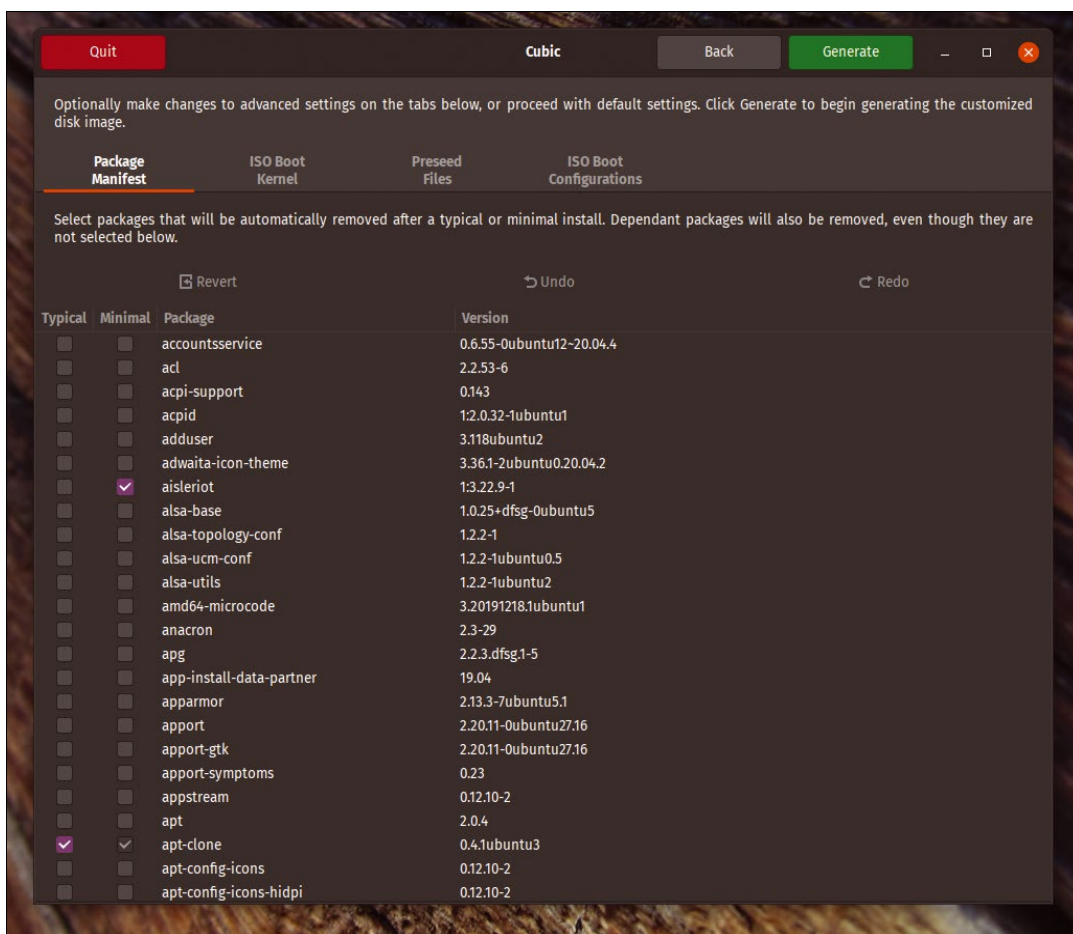 Quit Cubic Back Generate
Optionally make changes to advanced settings on the tabs below, or proceed with default settings. Click Generate to begin generating the customized
disk image.
Package Manifest ISO Boot Kernel Preseed Files ISO Boot Configurations
Select packages that will be automatically removed after a typical or minimal install. Dependant packages will also be removed, even though they are
not selected below.
Revert Undo Redo
Typical Minimal Package Version
accountsservice 0.6.55-0ubuntu12~20.04.4
acl 2.2.53-6
acpi-support 0.143
acpid 1:2.0.32-1ubuntu1
adduser 3.118ubuntu2
adwaita-icon-theme 3.36.1-2ubuntu0.20.04.2
aisleriot 1:3.22.9-1
alsa-base 1.0.25+dfsg-0ubuntu5
alsa-topology-conf 1.2.2-1
alsa-ucm-conf 1.2.2-1ubuntu0.5
alsa-utils 1.2.2-1ubuntu2
amd64-microcode 3.20191218.1ubuntu1
anacron 2.3-29
apg 2.2.3.dfsg.1-5
app-install-data-partner 19.04
apparmor 2.13.3-7ubuntu5.1
apport 2.20.11-0ubuntu27.16
apport-gtk 2.20.11-0ubuntu27.16
apport-symptoms 0.23
appstream 0.12.10-2
apt 2.0.4
apt-clone 0.4.1ubuntu3
apt-config-icons 0.12.10-2
apt-config-icons-hidpi 0.12.10-2